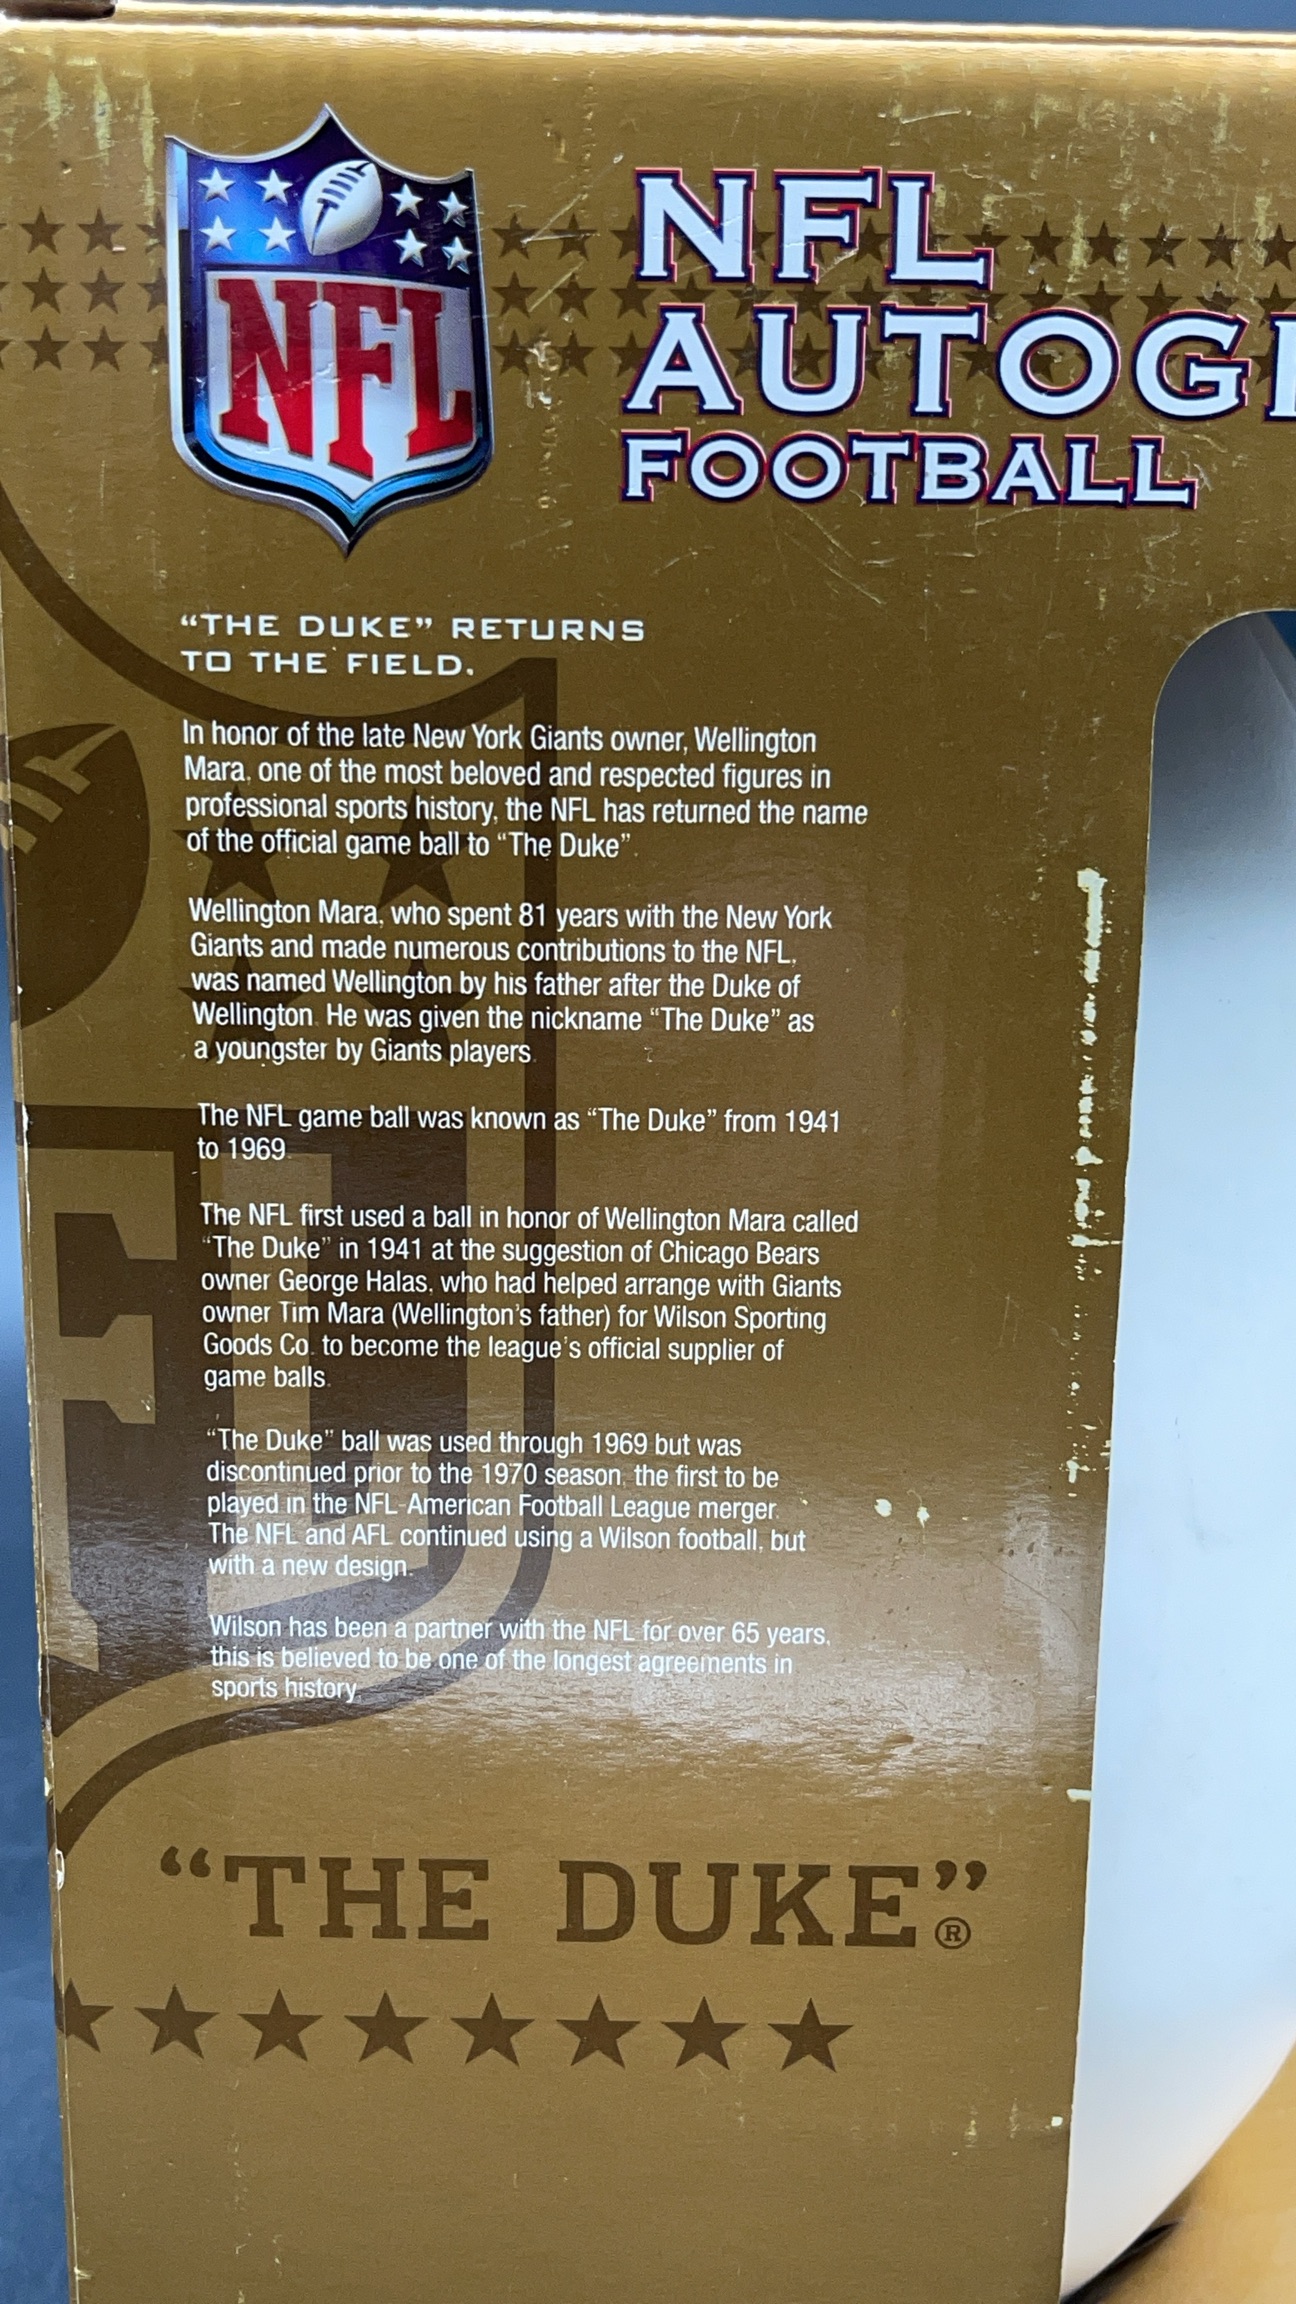 NFL
NFL
AUTOG
FOOTBALL
“THE DUKE” RETURNS
TO THE FIELD.
In honor of the late New York Giants owner, Wellington
Mara, one of the most beloved and respected figures in
professional sports history, the NFL has returned the name
of the official game ball to “The Duke”.
Wellington Mara, who spent 81 years with the New York
Giants and made numerous contributions to the NFL,
was named Wellington by his father after the Duke of
Wellington. He was given the nickname “The Duke” as
a youngster by Giants players.
The NFL game ball was known as “The Duke” from 1941
to 1969.
The NFL first used a ball in honor of Wellington Mara called
“The Duke” in 1941 at the suggestion of Chicago Bears
owner George Halas, who had helped arrange with Giants
owner Tim Mara (Wellington’s father) for Wilson Sporting
Goods Co. to become the league’s official supplier of
game balls.
“The Duke” ball was used through 1969 but was
discontinued prior to the 1970 season, the first to be
played in the NFL-American Football League merger.
The NFL and AFL continued using a Wilson football, but
with a new design.
Wilson has been a partner with the NFL for over 65 years,
this is believed to be one of the longest agreements in
sports history.
“THE DUKE”®